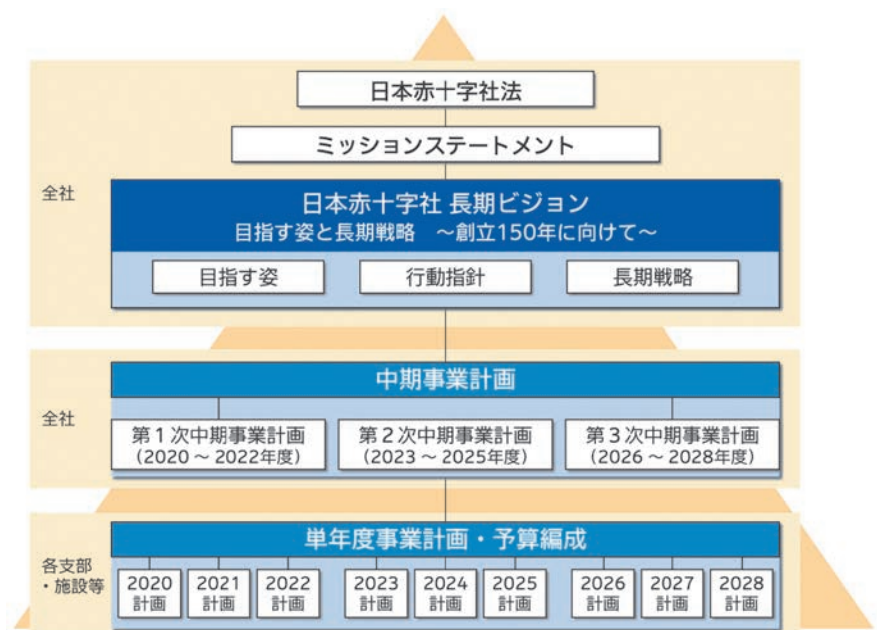 日本赤十字社法
ミッションステートメント
全社
日本赤十字社 長期ビジョン
目指す姿と長期戦略 ～創立150年に向けて～
目指す姿
行動指針
長期戦略
全社
中期事業計画
第１次中期事業計画
（2020 ～ 2022年度）
第２次中期事業計画
（2023 ～ 2025年度）
第３次中期事業計画
（2026 ～ 2028年度）
各支部
・施設等
単年度事業計画・予算編成
2020
計画
2021
計画
2022
計画
2023
計画
2024
計画
2025
計画
2026
計画
2027
計画
2028
計画